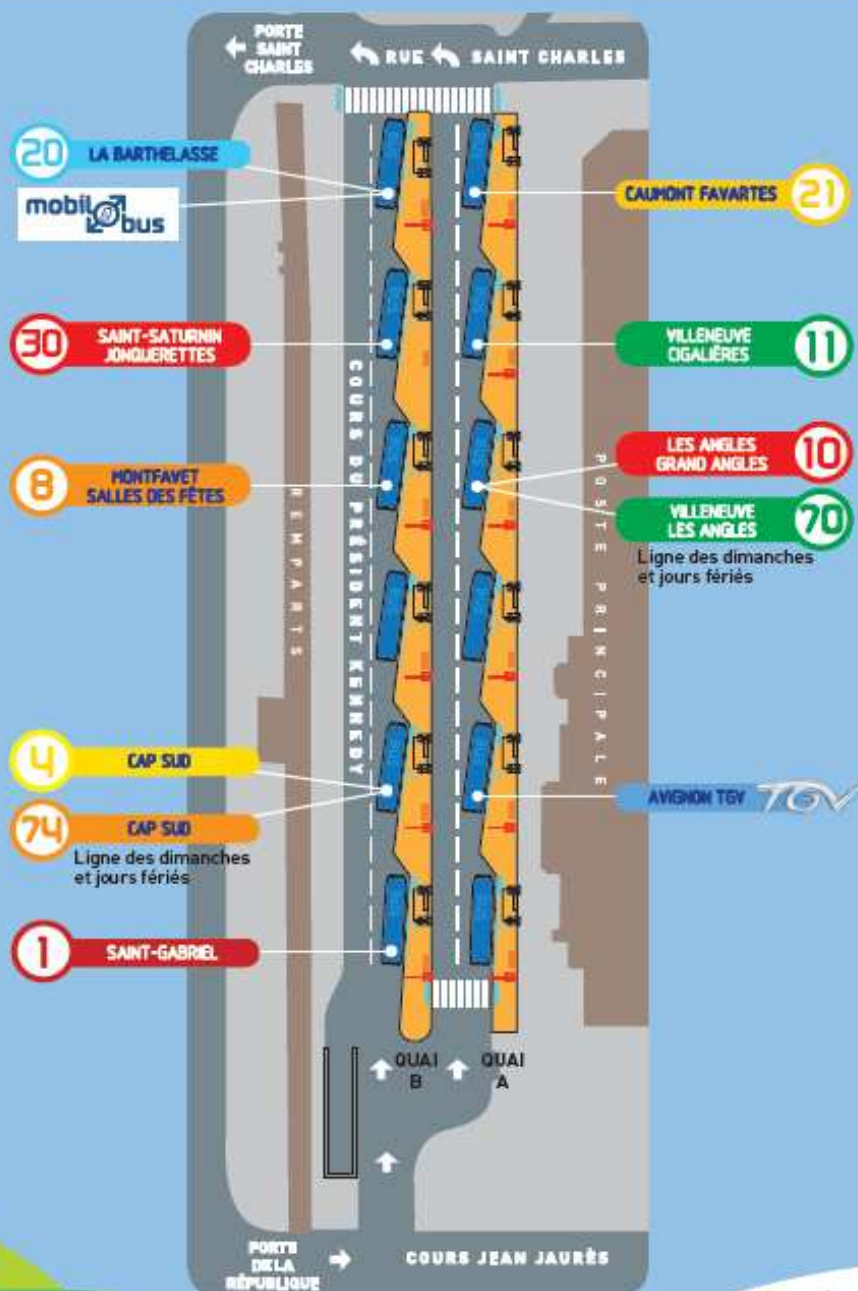 PORTE
SAINT
CHARLES
RUE
SAINT CHARLES
20
LA BARTHELASSE
mobil bus
CAUMONT FAVARTES
21
30
SAINT-SATURNIN
JONQUERETTES
VILLENEUVE
CIGALIÈRES
11
8
MONTFAVET
SALLES DES FÊTES
LES ANGLES
GRAND ANGLES
10
VILLENEUVE
LES ANGLES
70
Ligne des dimanches
et jours fériés
REMPARTS
COURS DU PRÉSIDENT KENNEDY
POSTE PRINCIPALE
4
CAP SUD
74
CAP SUD
Ligne des dimanches
et jours fériés
AVIGNON TGV
TGV
1
SAINT-GABRIEL
QUAI
B
QUAI
A
PORTE
DE LA
RÉPUBLIQUE
COURS JEAN JAURÈS